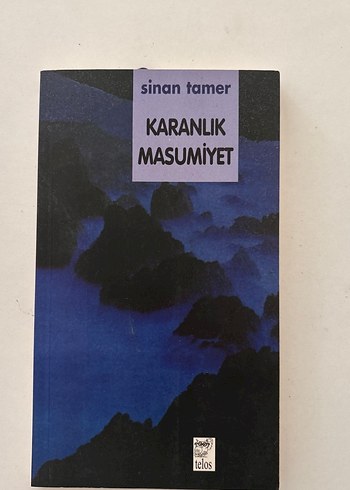 sinan tamer
KARANLIK
MASUMİYET
telos